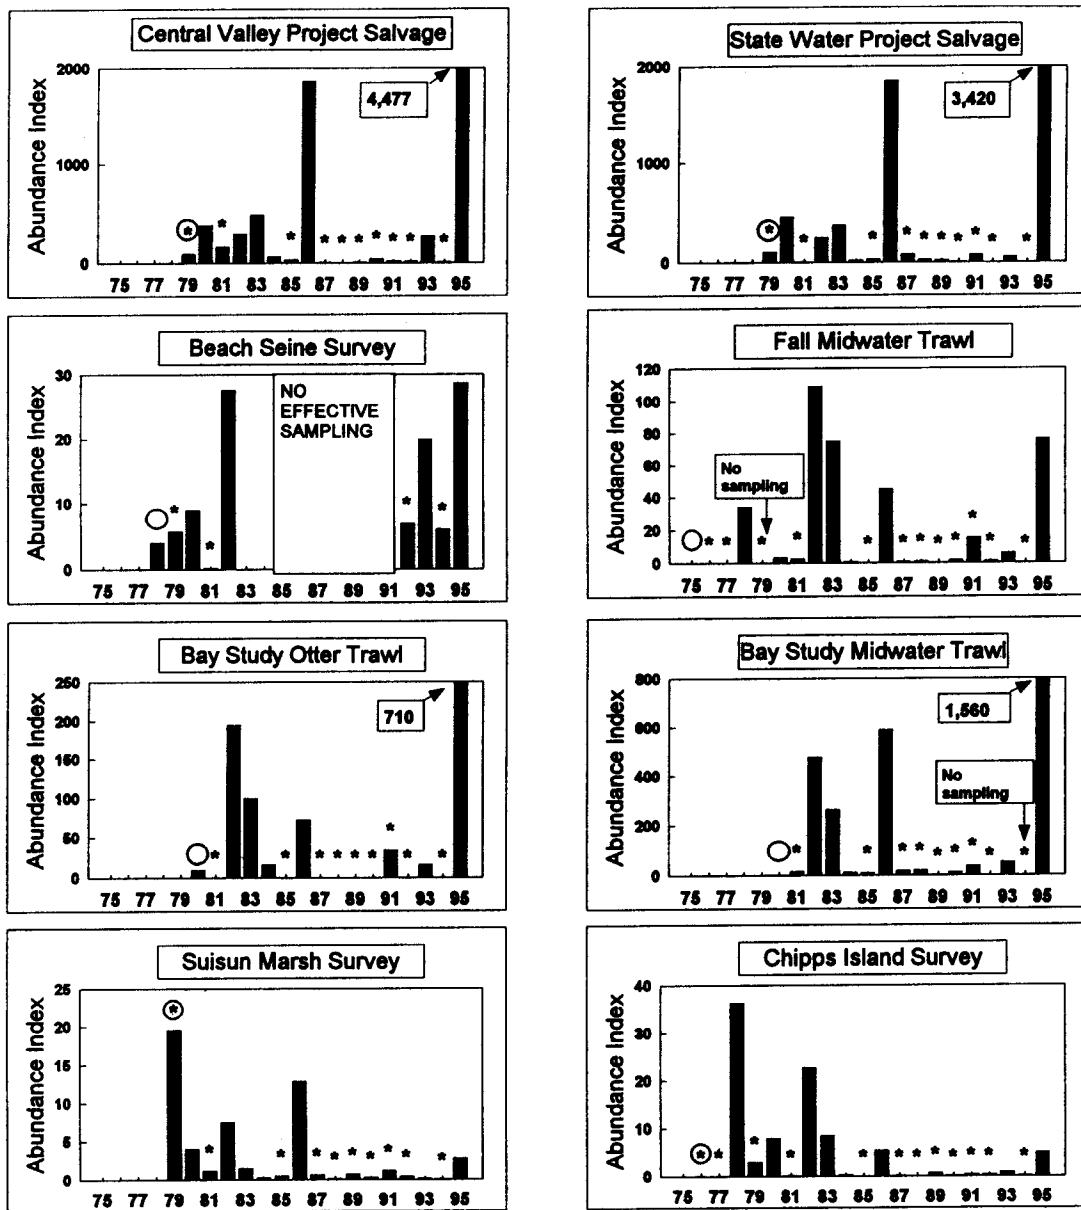 Central Valley Project Salvage
Abundance Index
2000
1000
0
4,477
* * * * * * * * * * *
75 77 79 81 83 85 87 89 91 93 95
State Water Project Salvage
Abundance Index
2000
1000
0
3,420
* * * * * * * * * *
75 77 79 81 83 85 87 89 91 93 95
Beach Seine Survey
Abundance Index
30
20
10
0
NO
EFFECTIVE
SAMPLING
* * * *
75 77 79 81 85 87 89 91 93 95
Fall Midwater Trawl
Abundance Index
120
100
80
60
40
20
0
No
sampling
* * * * * * * * * * * *
75 77 79 81 83 85 87 89 91 93 95
Bay Study Otter Trawl
Abundance Index
250
200
150
100
50
0
710
* * * * * * * * *
75 77 79 81 83 85 87 89 91 93 95
Bay Study Midwater Trawl
Abundance Index
800
600
400
200
0
1,560
No
sampling
* * * * * * * * *
75 77 79 81 83 85 87 89 91 93 95
Suisun Marsh Survey
Abundance Index
25
20
15
10
5
0
* * * * * * * * * *
75 77 79 81 83 85 87 89 91 93 95
Chipps Island Survey
Abundance Index
40
30
20
10
0
* * * * * * * * * * * *
75 77 79 81 83 85 87 89 91 93 95